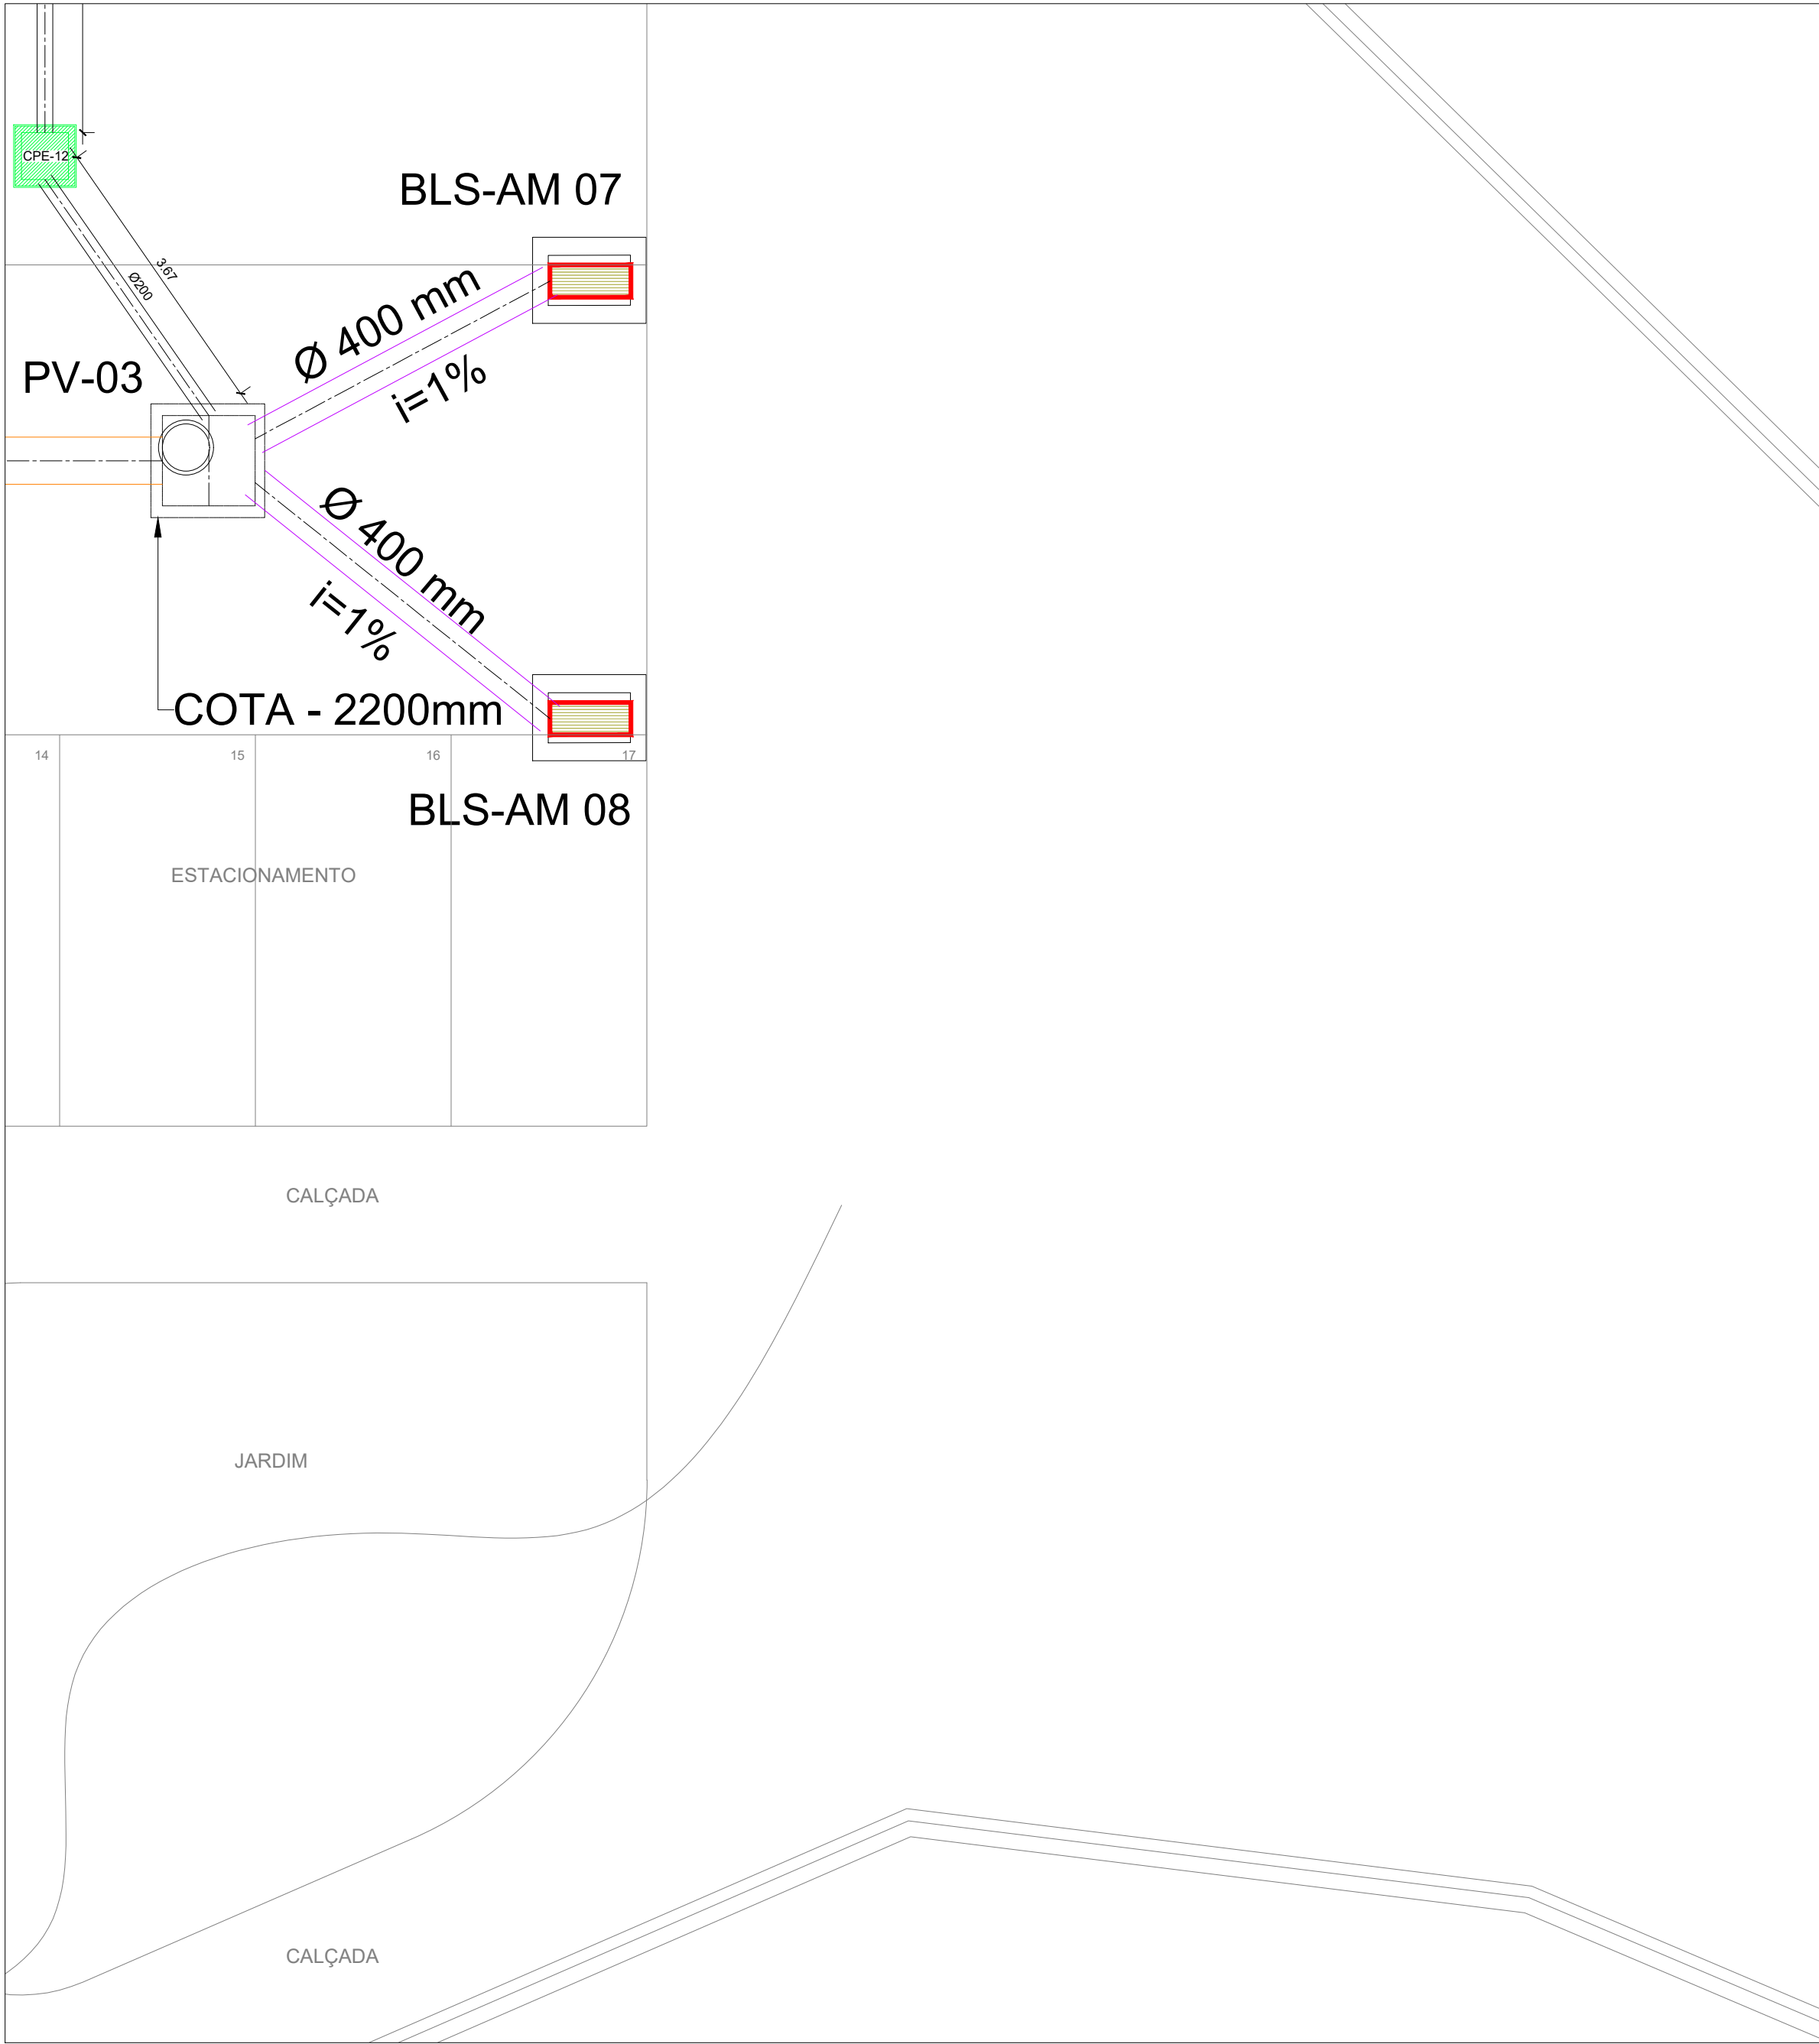 CPE-12
BLS-AM 07
3.67
Ø200
Ø 400 mm
i=1%
PV-03
Ø 400 mm
i=1%
COTA - 2200mm
14
15
16
17
BLS-AM 08
ESTACIONAMENTO
CALÇADA
JARDIM
CALÇADA